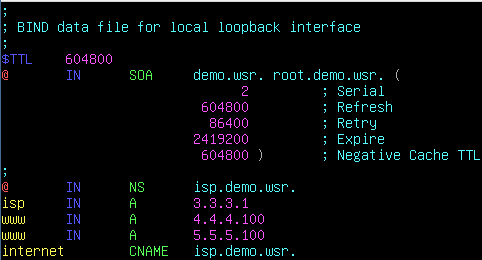 ;
; BIND data file for local loopback interface
;
$TTL    604800
@       IN      SOA     demo.wsr. root.demo.wsr. (
                              2         ; Serial
                         604800         ; Refresh
                          86400         ; Retry
                        2419200         ; Expire
                         604800 )       ; Negative Cache TTL
;
@       IN      NS      isp.demo.wsr.
isp     IN      A       3.3.3.1
www     IN      A       4.4.4.100
www     IN      A       5.5.5.100
internet        CNAME   isp.demo.wsr.